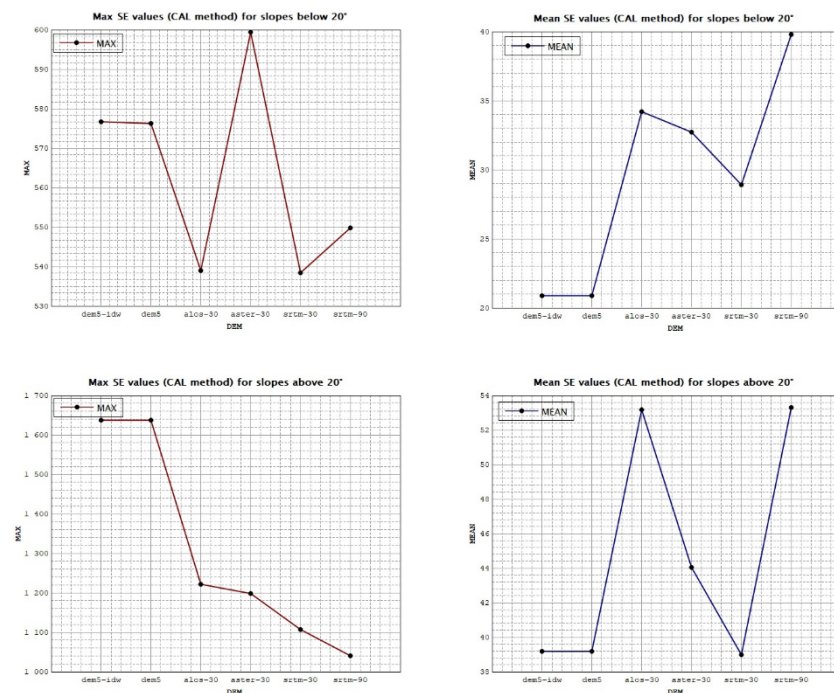 Max SE values (CAL method) for slopes below 20°
MAX
600
590
580
570
560
550
540
530
MAX
dem5-idw dem5 alos-30 aster-30 srtm-30 srtm-90
DEM
Mean SE values (CAL method) for slopes below 20°
MEAN
40
35
30
25
20
MEAN
dem5-idw dem5 alos-30 aster-30 srtm-30 srtm-90
DEM
Max SE values (CAL method) for slopes above 20°
MAX
1 700
1 600
1 500
1 400
1 300
1 200
1 100
1 000
MAX
dem5-idw dem5 alos-30 aster-30 srtm-30 srtm-90
DEM
Mean SE values (CAL method) for slopes above 20°
MEAN
54
52
50
48
46
44
42
39
38
MEAN
dem5-idw dem5 alos-30 aster-30 srtm-30 srtm-90
DEM